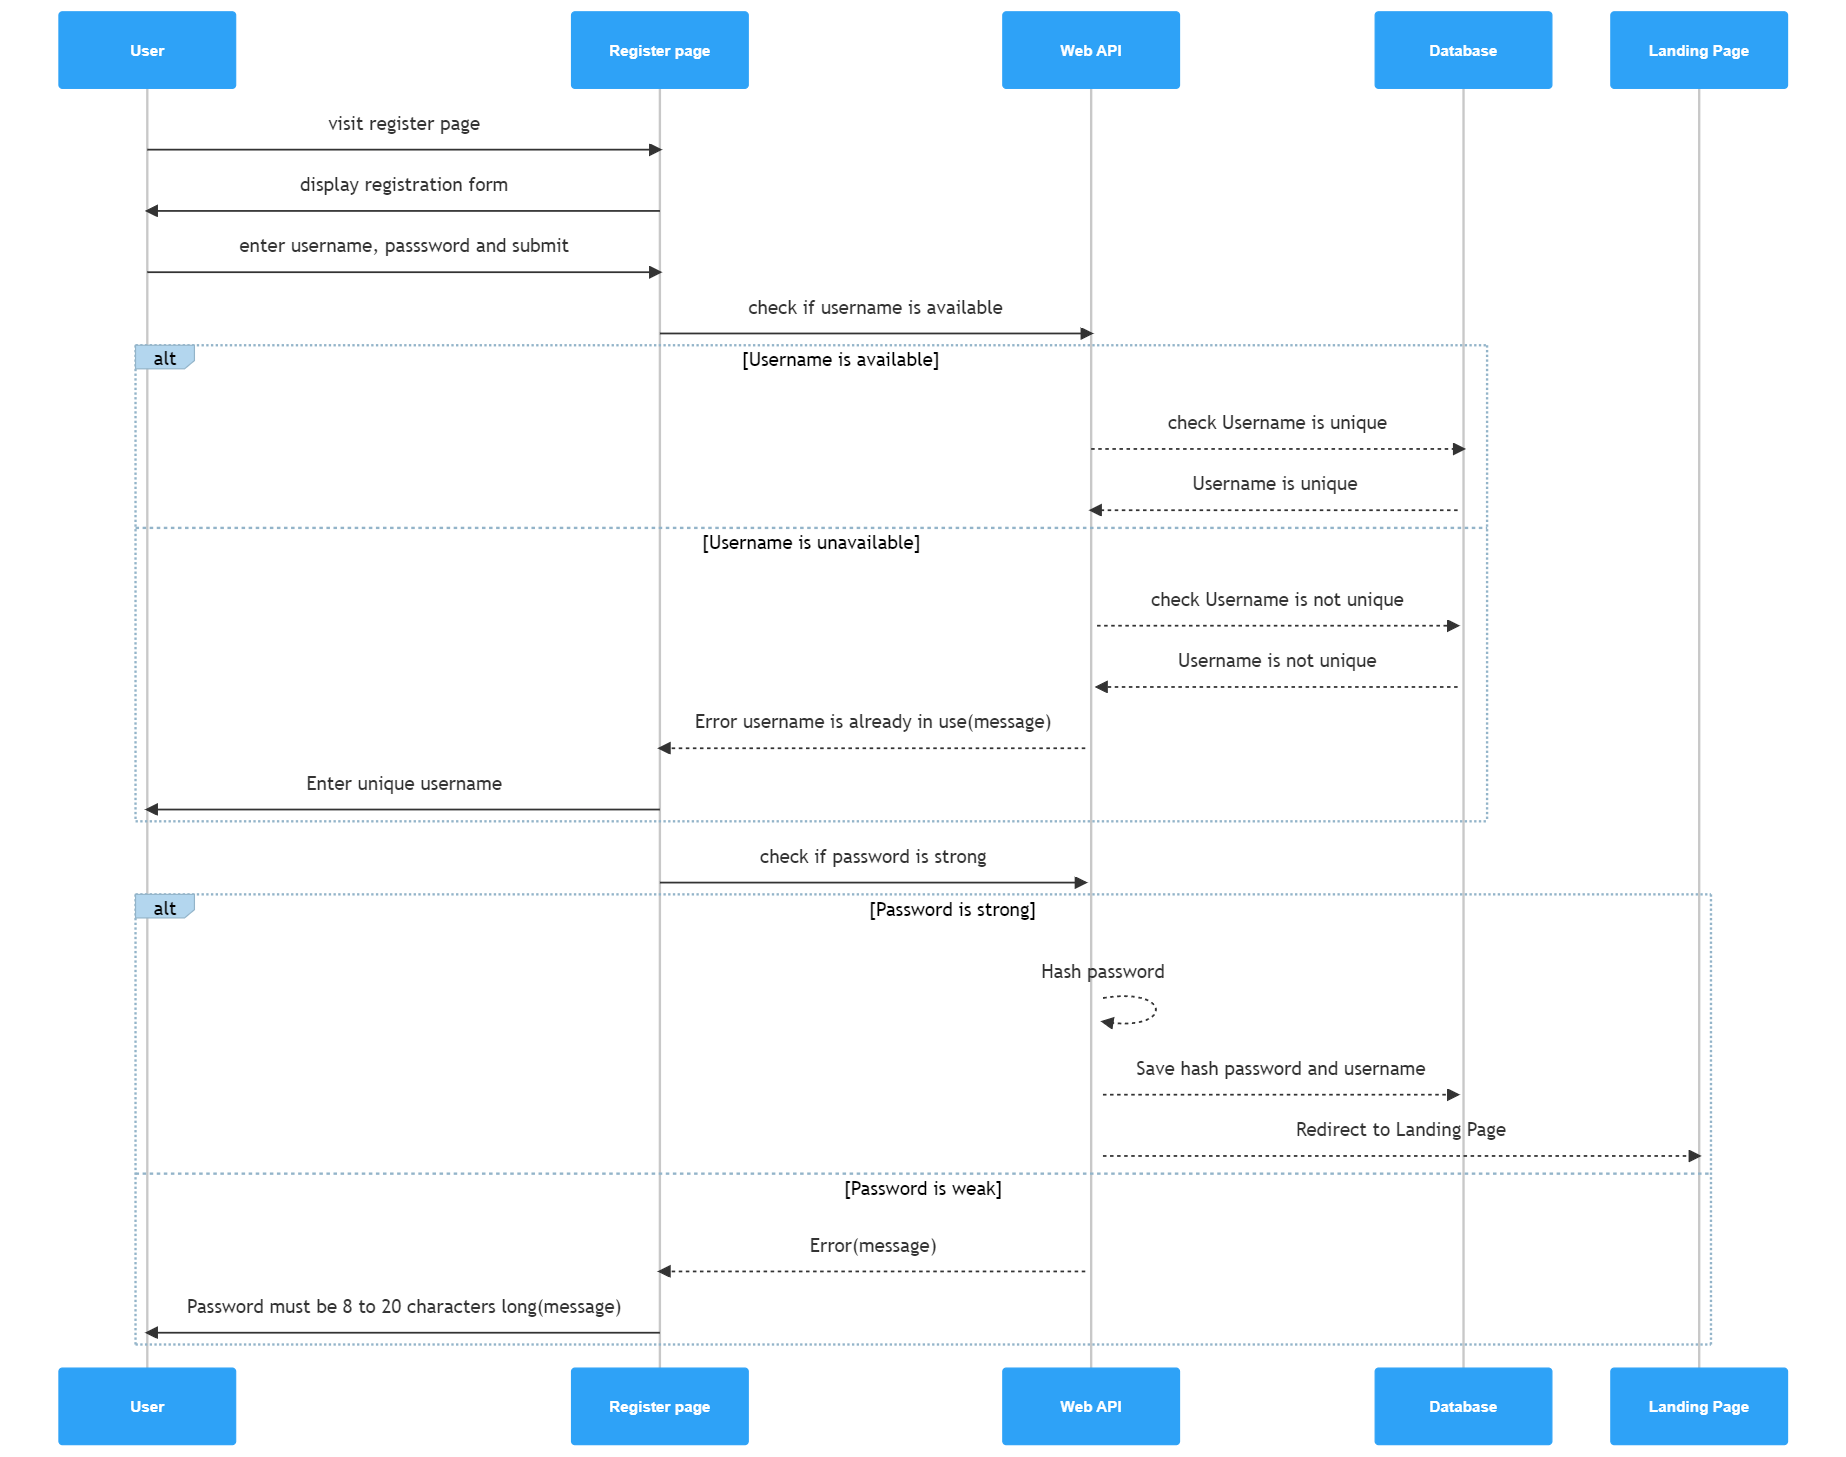 User
Register page
Web API
Database
Landing Page
visit register page
display registration form
enter username, passsword and submit
check if username is available
alt
[Username is available]
check Username is unique
Username is unique
[Username is unavailable]
check Username is not unique
Username is not unique
Error username is already in use(message)
Enter unique username
check if password is strong
alt
[Password is strong]
Hash password
Save hash password and username
Redirect to Landing Page
[Password is weak]
Error(message)
Password must be 8 to 20 characters long(message)
User
Register page
Web API
Database
Landing Page